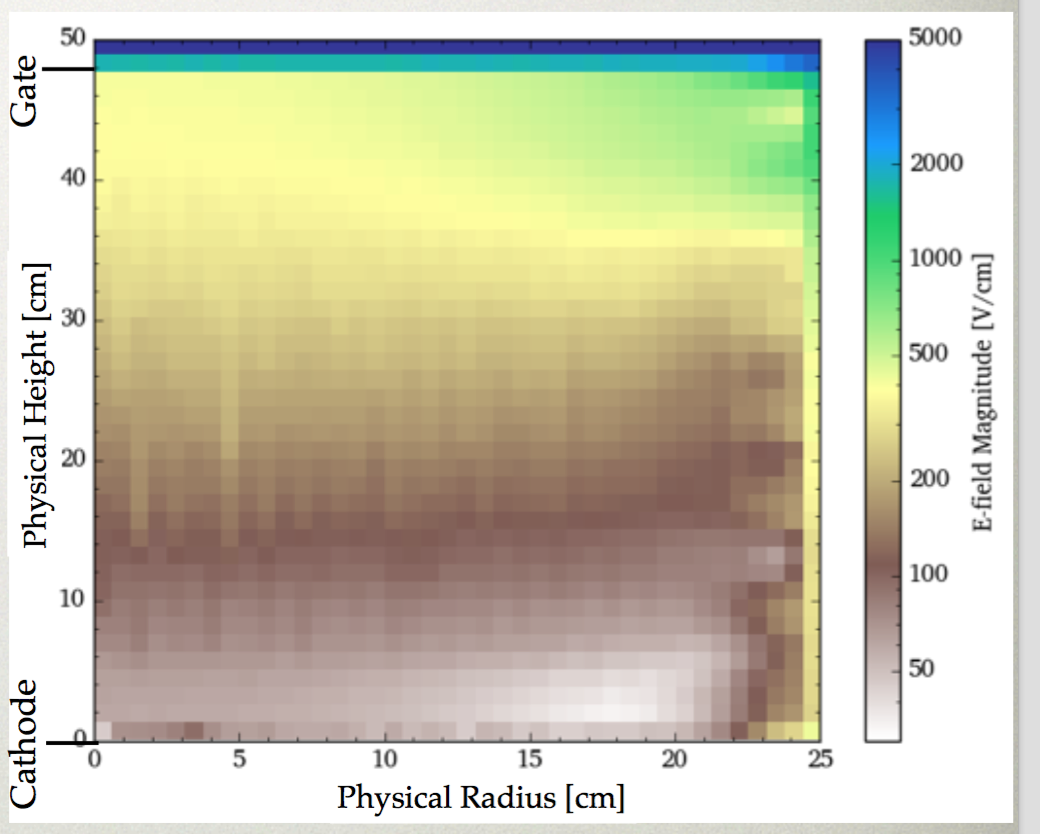 Gate
Physical Height [cm]
Cathode
50
40
30
20
10
0
0 5 10 15 20 25
Physical Radius [cm]
5000
2000
1000
500
200
100
50
E-field Magnitude [V/cm]